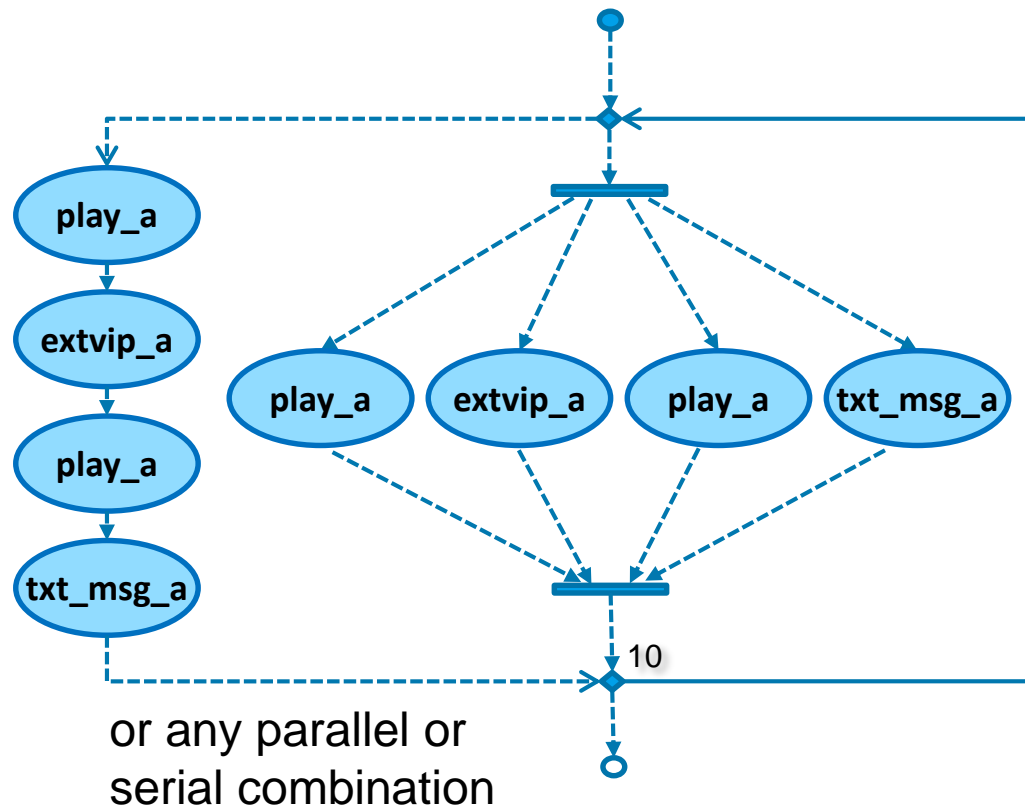 play_a
extvip_a
play_a
txt_msg_a
play_a
extvip_a
play_a
txt_msg_a
10
or any parallel or
serial combination